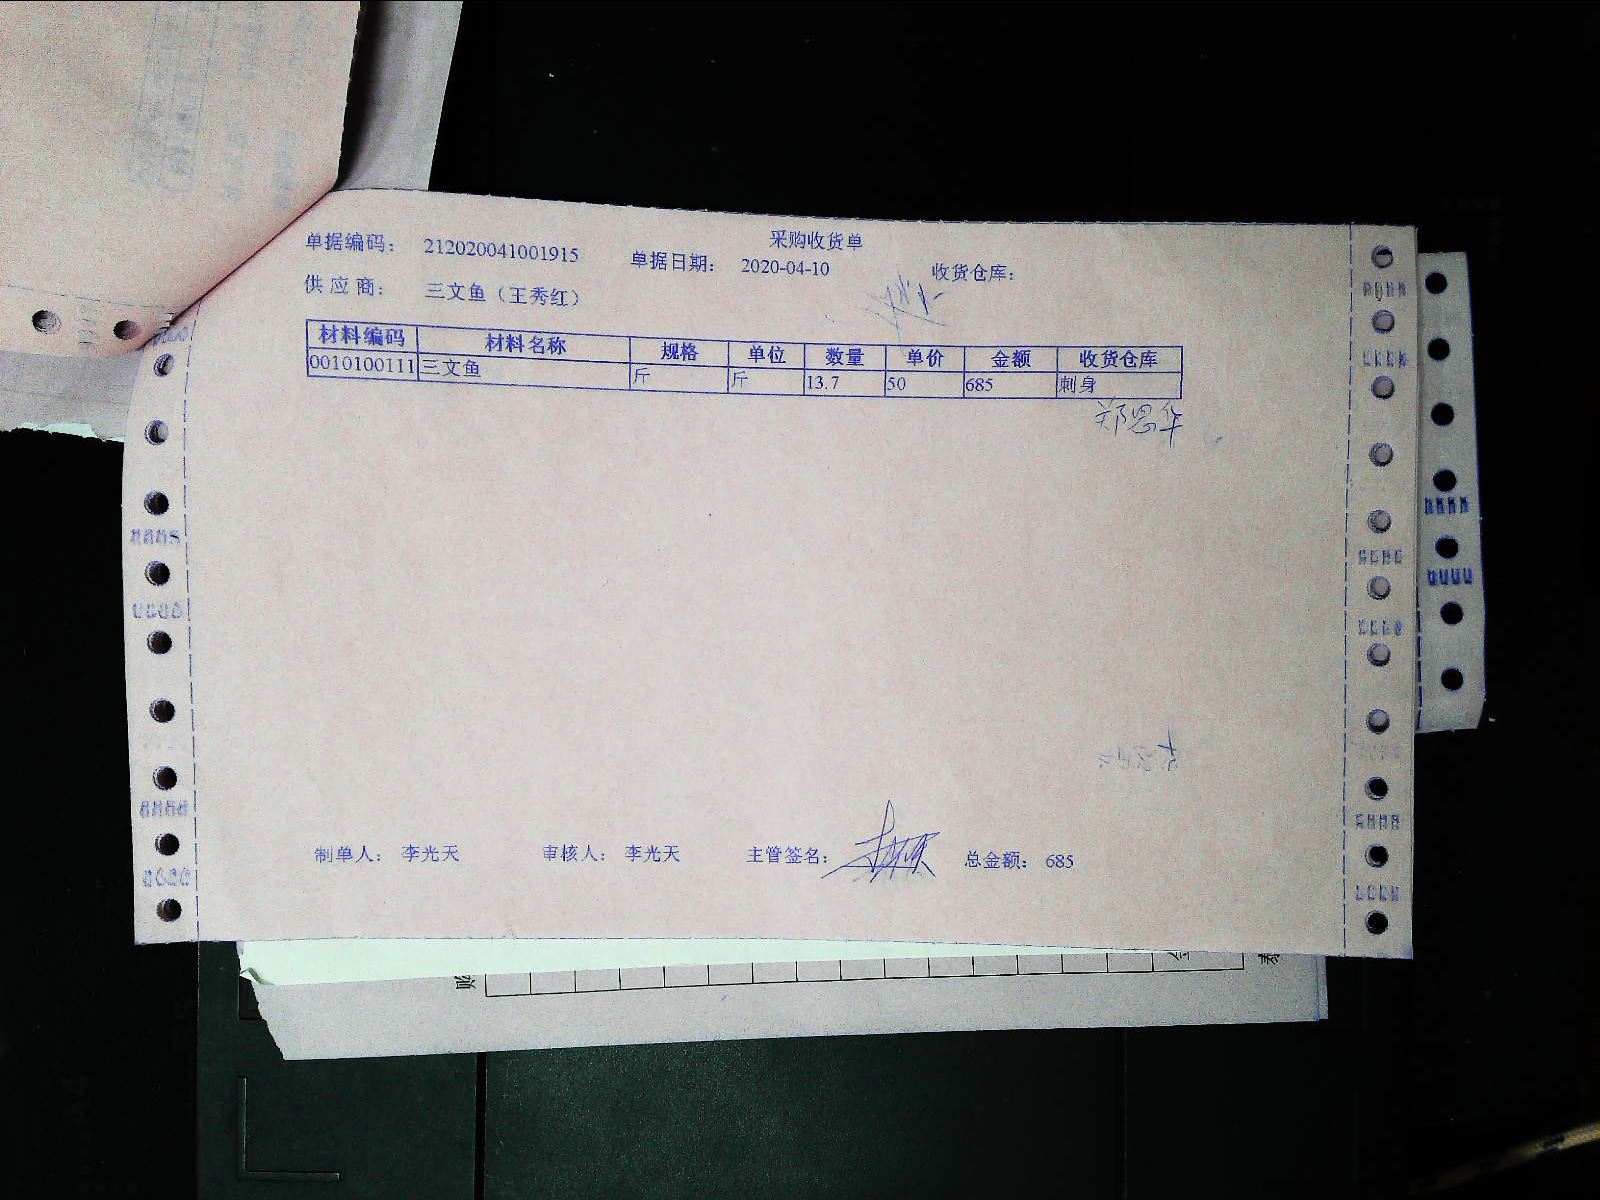 采购收货单
单据编码： 212020041001915 单据日期： 2020-04-10 收货仓库：
供应商： 三文鱼（王秀红）
材料编码 材料名称 规格 单位 数量 单价 金额 收货仓库
0010100111 三文鱼 斤 斤 13.7 50 685 刺身
郑思华
制单人： 李光天 审核人： 李光天 主管签名： 总金额： 685